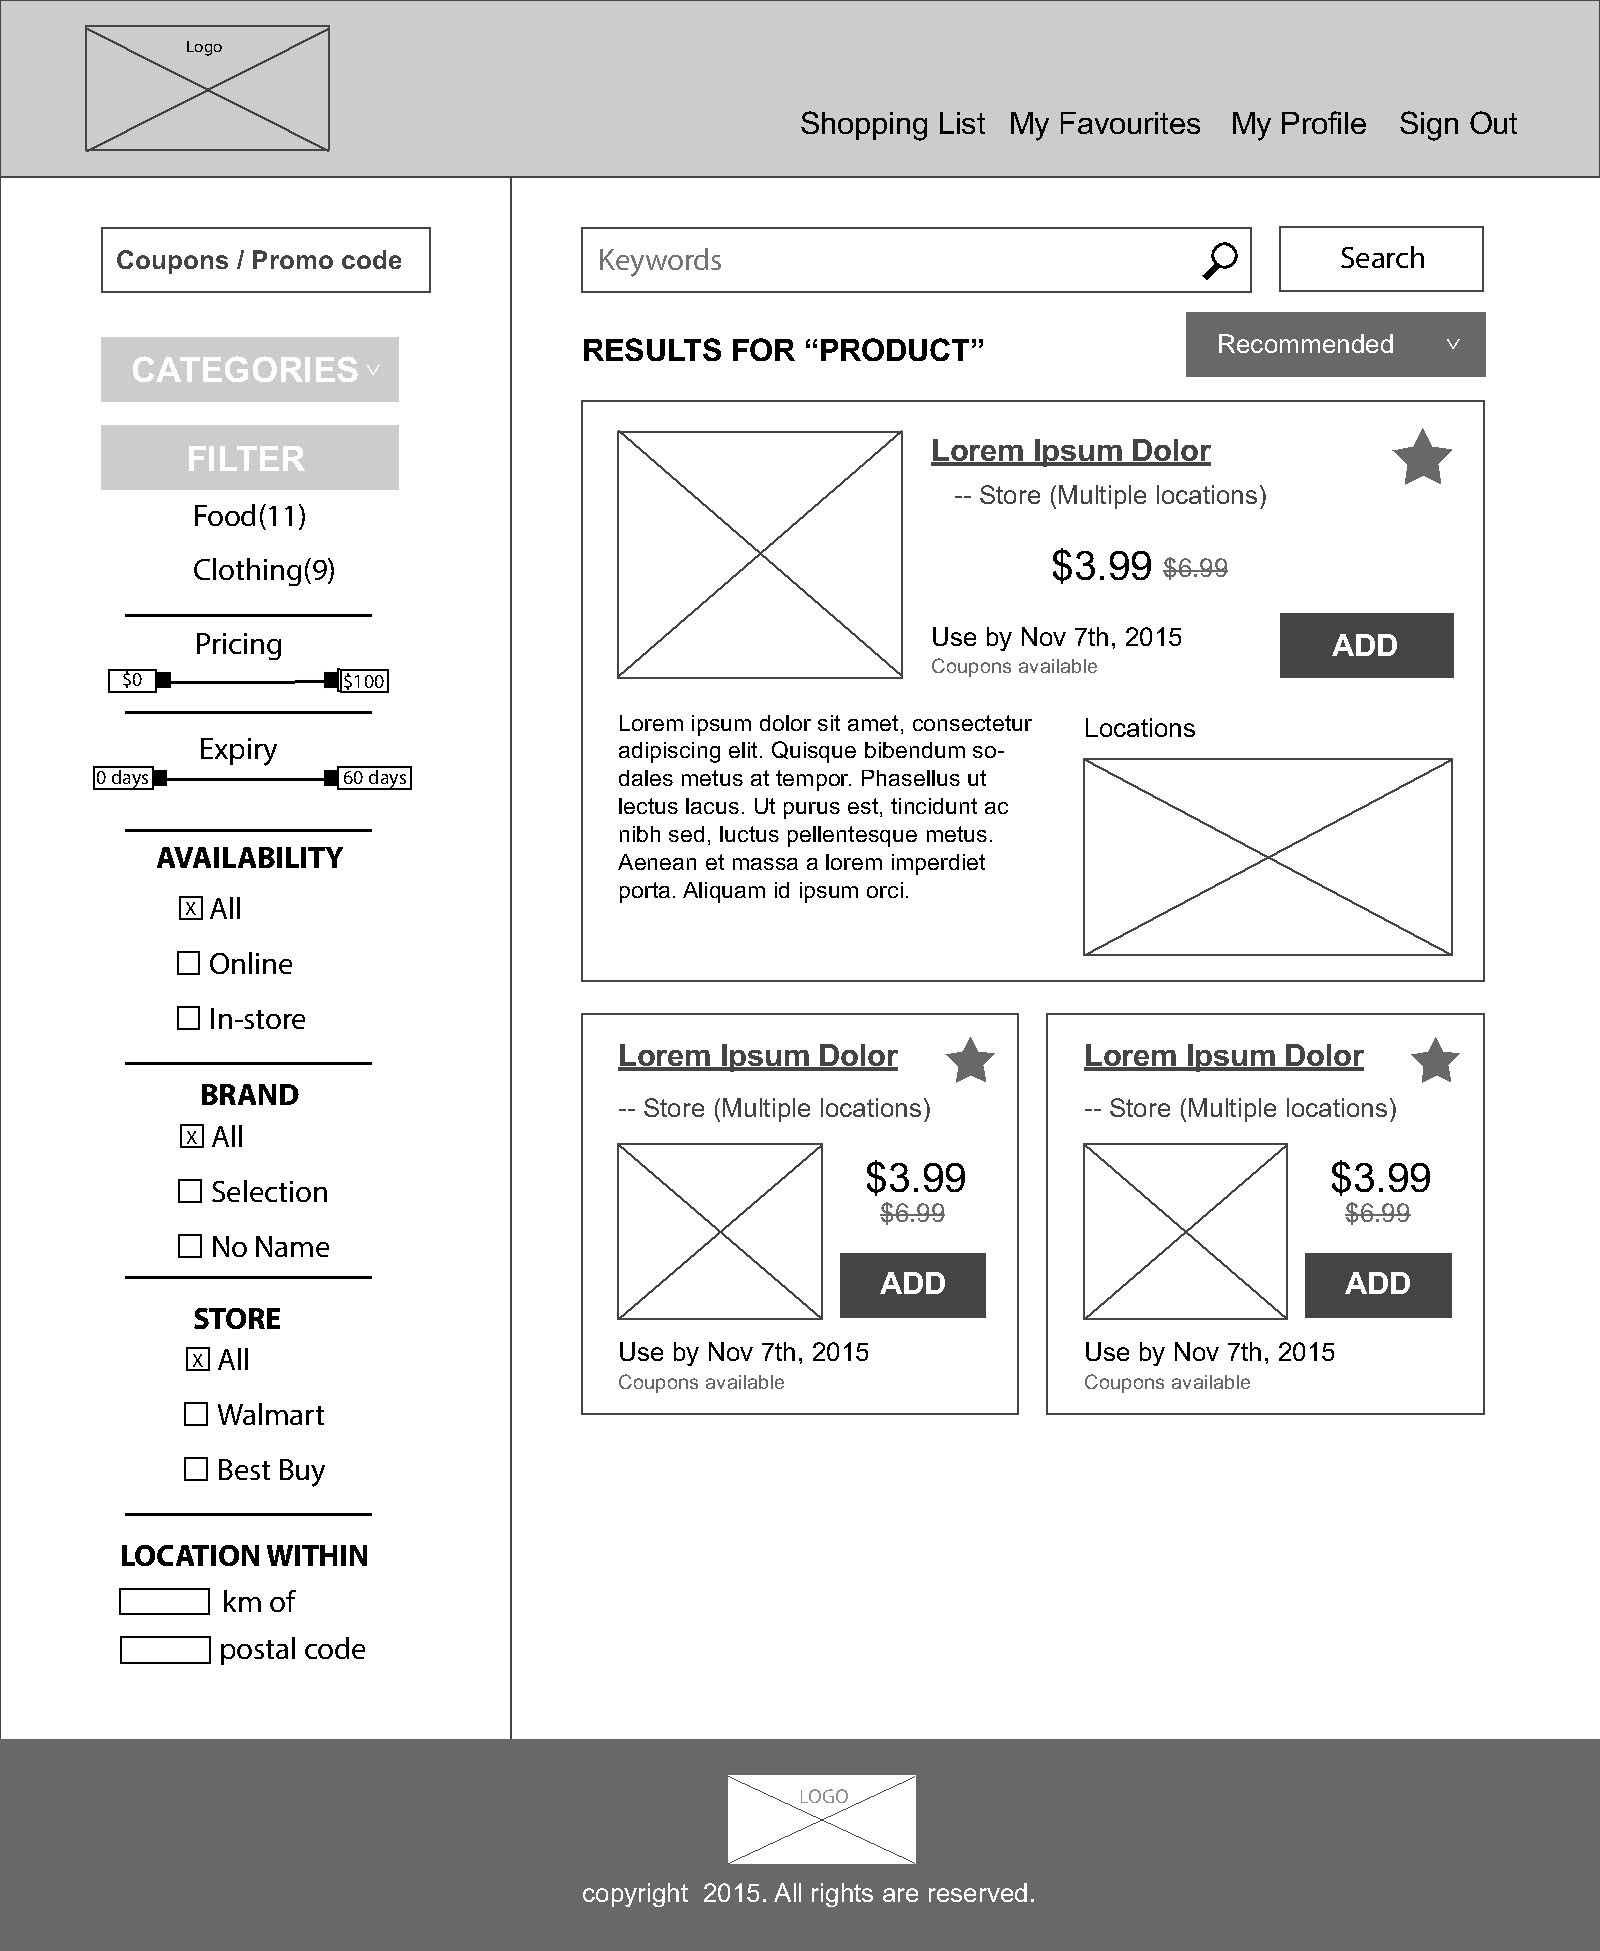 Logo
Shopping List My Favourites My Profile Sign Out
Coupons / Promo code
CATEGORIES
FILTER
Food(11)
Clothing(9)
Pricing
$0 $100
Expiry
0 days 60 days
AVAILABILITY
X All
Online
In-store
BRAND
X All
Selection
No Name
STORE
X All
Walmart
Best Buy
LOCATION WITHIN
km of
postal code
Keywords
Search
RESULTS FOR “PRODUCT”
Recommended
Lorem Ipsum Dolor
-- Store (Multiple locations)
$3.99 $6.99
Use by Nov 7th, 2015
Coupons available
ADD
Lorem ipsum dolor sit amet, consectetur
adipiscing elit. Quisque bibendum so-
dales metus at tempor. Phasellus ut
lectus lacus. Ut purus est, tincidunt ac
nibh sed, luctus pellentesque metus.
Aenean et massa a lorem imperdiet
porta. Aliquam id ipsum orci.
Locations
Lorem Ipsum Dolor
-- Store (Multiple locations)
$3.99
$6.99
ADD
Use by Nov 7th, 2015
Coupons available
Lorem Ipsum Dolor
-- Store (Multiple locations)
$3.99
$6.99
ADD
Use by Nov 7th, 2015
Coupons available
LOGO
copyright 2015. All rights are reserved.